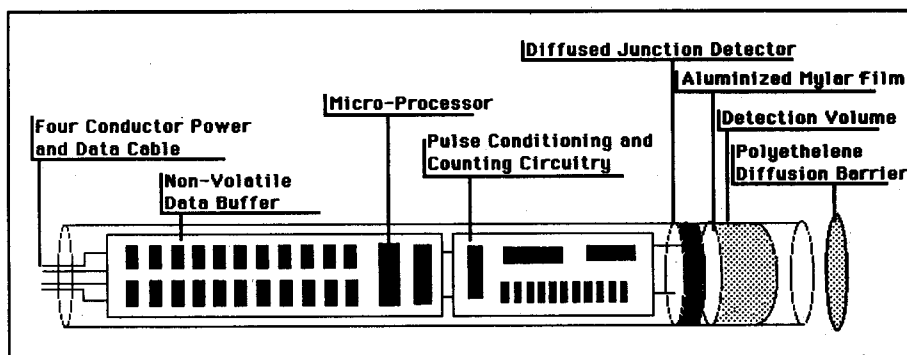 Diffused Junction Detector
Aluminized Mylar Film
Micro-Processor
Detection Volume
Four Conductor Power
and Data Cable
Pulse Conditioning and
Counting Circuitry
Polyethelene
Diffusion Barrier
Non-Volatile
Data Buffer